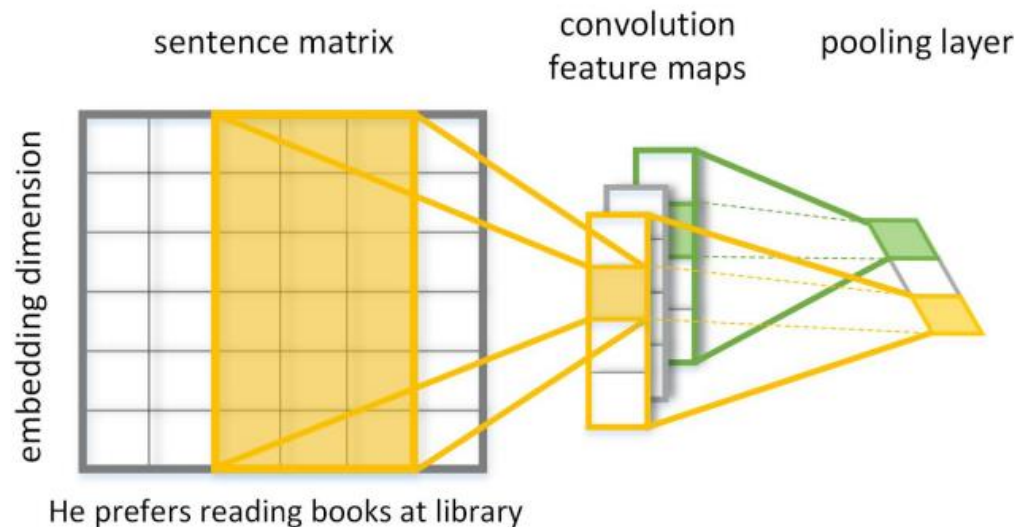 sentence matrix
convolution
feature maps
pooling layer
embedding dimension
He prefers reading books at library